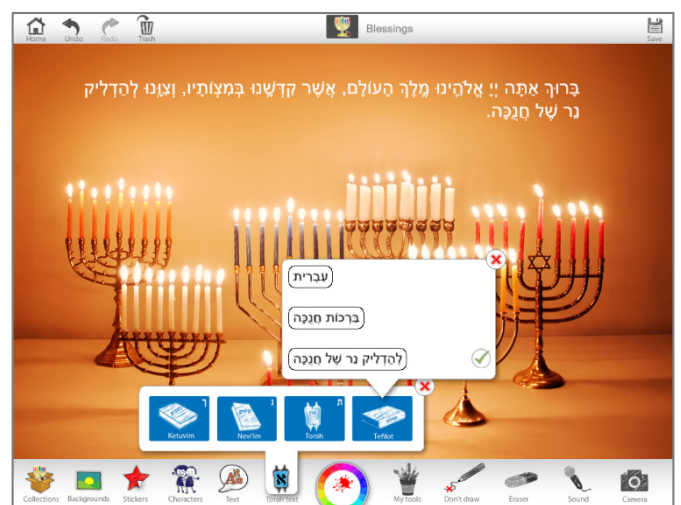 Home
Undo
Redo
Trash
Blessings
Save
בָּרוּךְ אַתָּה יְיָ אֱלֹהֵינוּ מֶלֶךְ הָעוֹלָם, אֲשֶׁר קִדְּשָׁנוּ בְּמִצְוֹתָיו, וְצִוָּנוּ לְהַדְלִיק
נֵר שֶׁל חֲנֻכָּה.
עִבְרִית
בִּרְכוֹת חֲנֻכָּה
לְהַדְלִיק נֵר שֶׁל חֲנֻכָּה
ך
נ
ת
Ketuvim
Nevi'im
Torah
Tefilot
א
Collections
Backgrounds
Stickers
Characters
Text
Torah text
My tools
Don't draw
Eraser
Sound
Camera